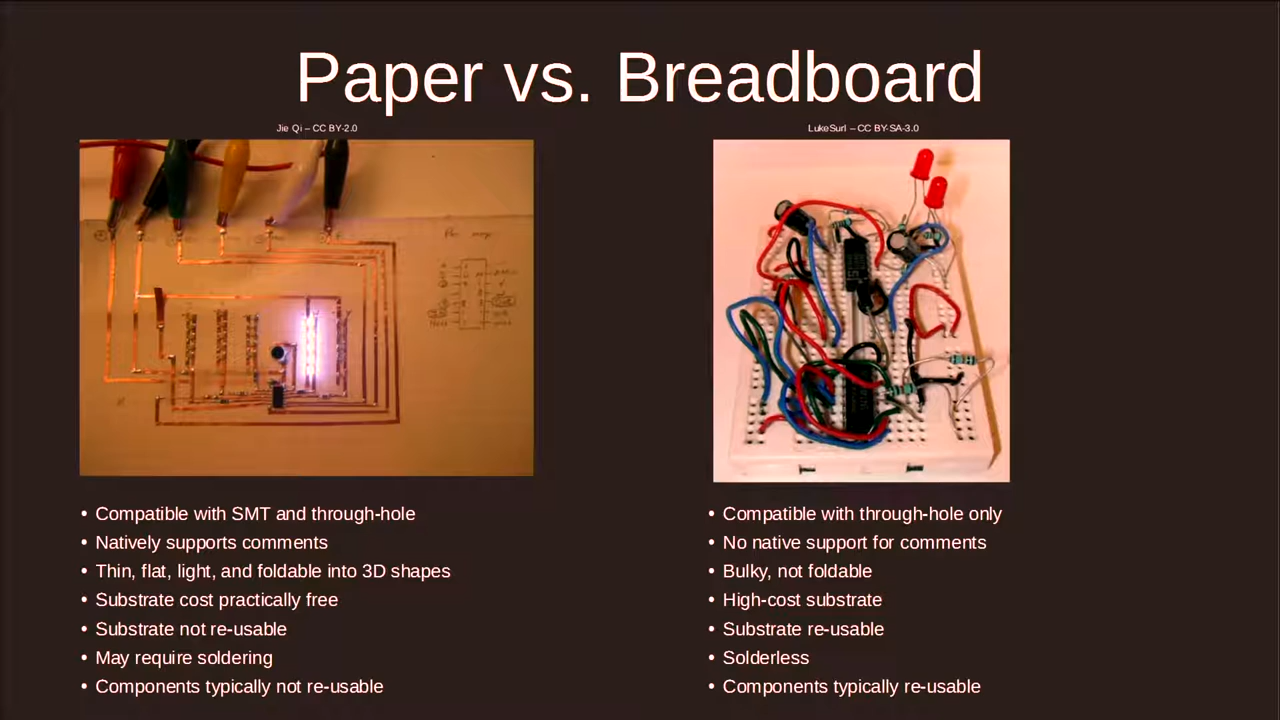 Paper vs. Breadboard
Jie Qi – CC BY-2.0
LukeSurl – CC BY-SA-3.0
• Compatible with SMT and through-hole
• Natively supports comments
• Thin, flat, light, and foldable into 3D shapes
• Substrate cost practically free
• Substrate not re-usable
• May require soldering
• Components typically not re-usable
• Compatible with through-hole only
• No native support for comments
• Bulky, not foldable
• High-cost substrate
• Substrate re-usable
• Solderless
• Components typically re-usable